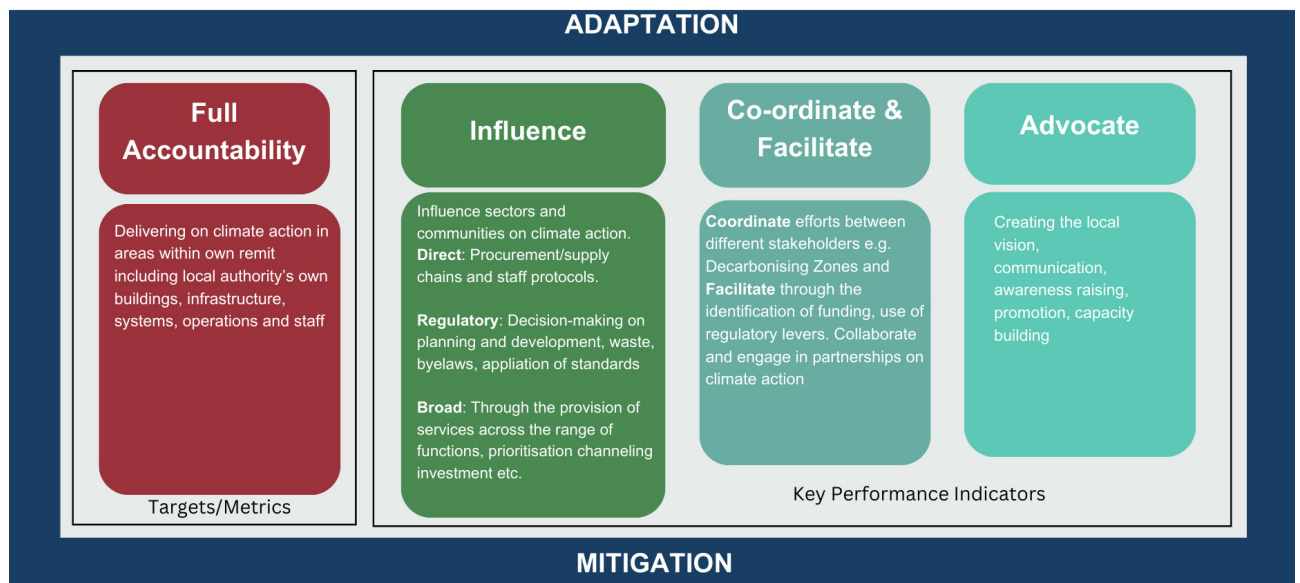 ADAPTATION
Full
Accountability
Delivering on climate action in
areas within own remit
including local authority's own
buildings, infrastructure,
systems, operations and staff
Targets/Metrics
Influence
Influence sectors and
communities on climate action.
Direct: Procurement/supply
chains and staff protocols.
Regulatory: Decision-making on
planning and development, waste,
byelaws, appliation of standards
Broad: Through the provision of
services across the range of
functions, prioritisation channeling
investment etc.
Co-ordinate &
Facilitate
Coordinate efforts between
different stakeholders e.g.
Decarbonising Zones and
Facilitate through the
identification of funding, use of
regulatory levers. Collaborate
and engage in partnerships on
climate action
Advocate
Creating the local
vision,
communication,
awareness raising,
promotion, capacity
building
Key Performance Indicators
MITIGATION